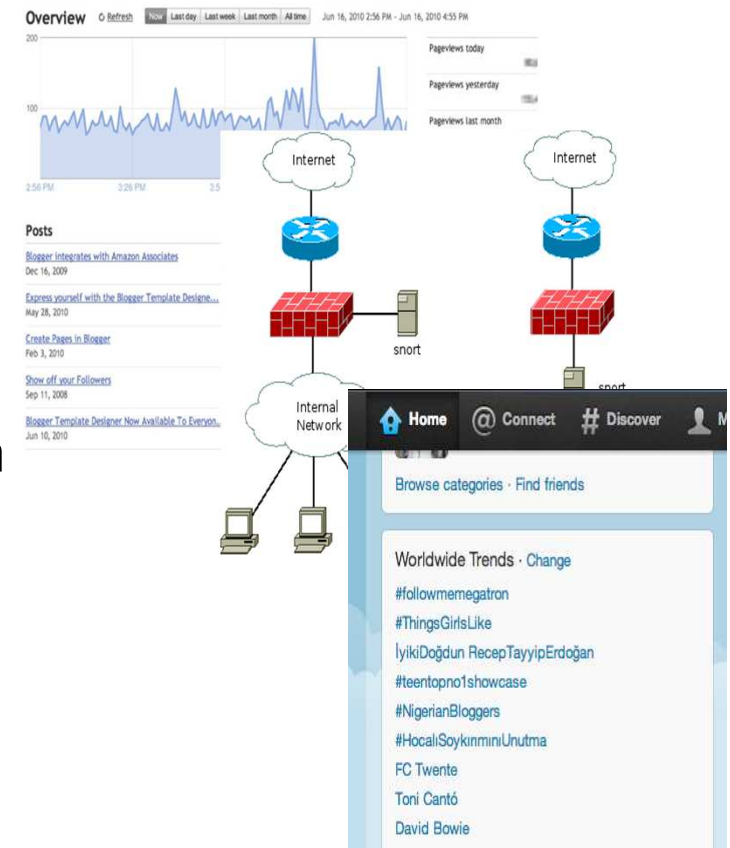 Overview Refresh Now Last day Last week Last month All time Jun 16, 2010 2:56 PM - Jun 16, 2010 4:55 PM
200
100
2:56 PM 3:26 PM 3:5
Pageviews today
Pageviews yesterday
Pageviews last month
Posts
Blogger integrates with Amazon Associates
Dec 16, 2009
Express yourself with the Blogger Template Designe...
May 28, 2010
Create Pages in Blogger
Feb 3, 2010
Show off your Followers
Sep 11, 2008
Blogger Template Designer Now Available To Everyon..
Jun 10, 2010
Internet
snort
Internal
Network
Internet
snort
Home @ Connect # Discover M
Browse categories · Find friends
Worldwide Trends · Change
#followmemegatron
#ThingsGirlsLike
İyikiDoğdun RecepTayyipErdoğan
#teentopno1showcase
#NigerianBloggers
#HocalıSoykırımınıUnutma
FC Twente
Toni Cantó
David Bowie